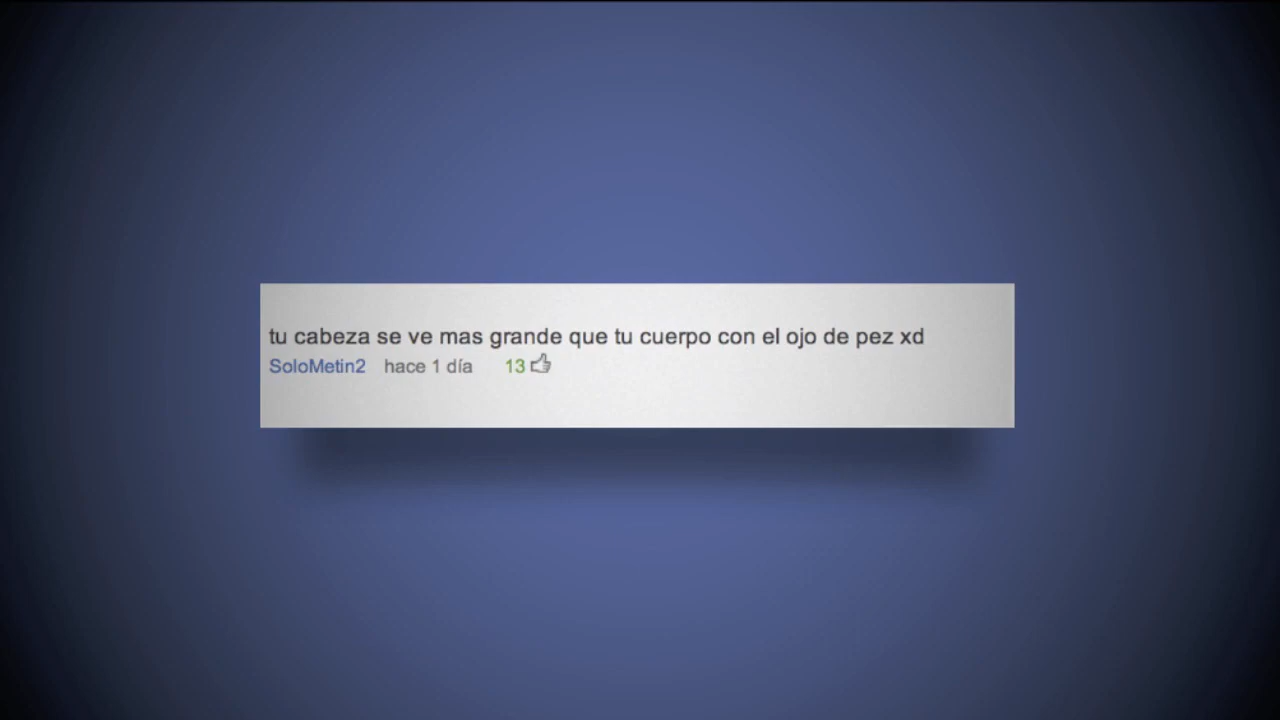 tu cabeza se ve mas grande que tu cuerpo con el ojo de pez xd
SoloMetin2 hace 1 día 13